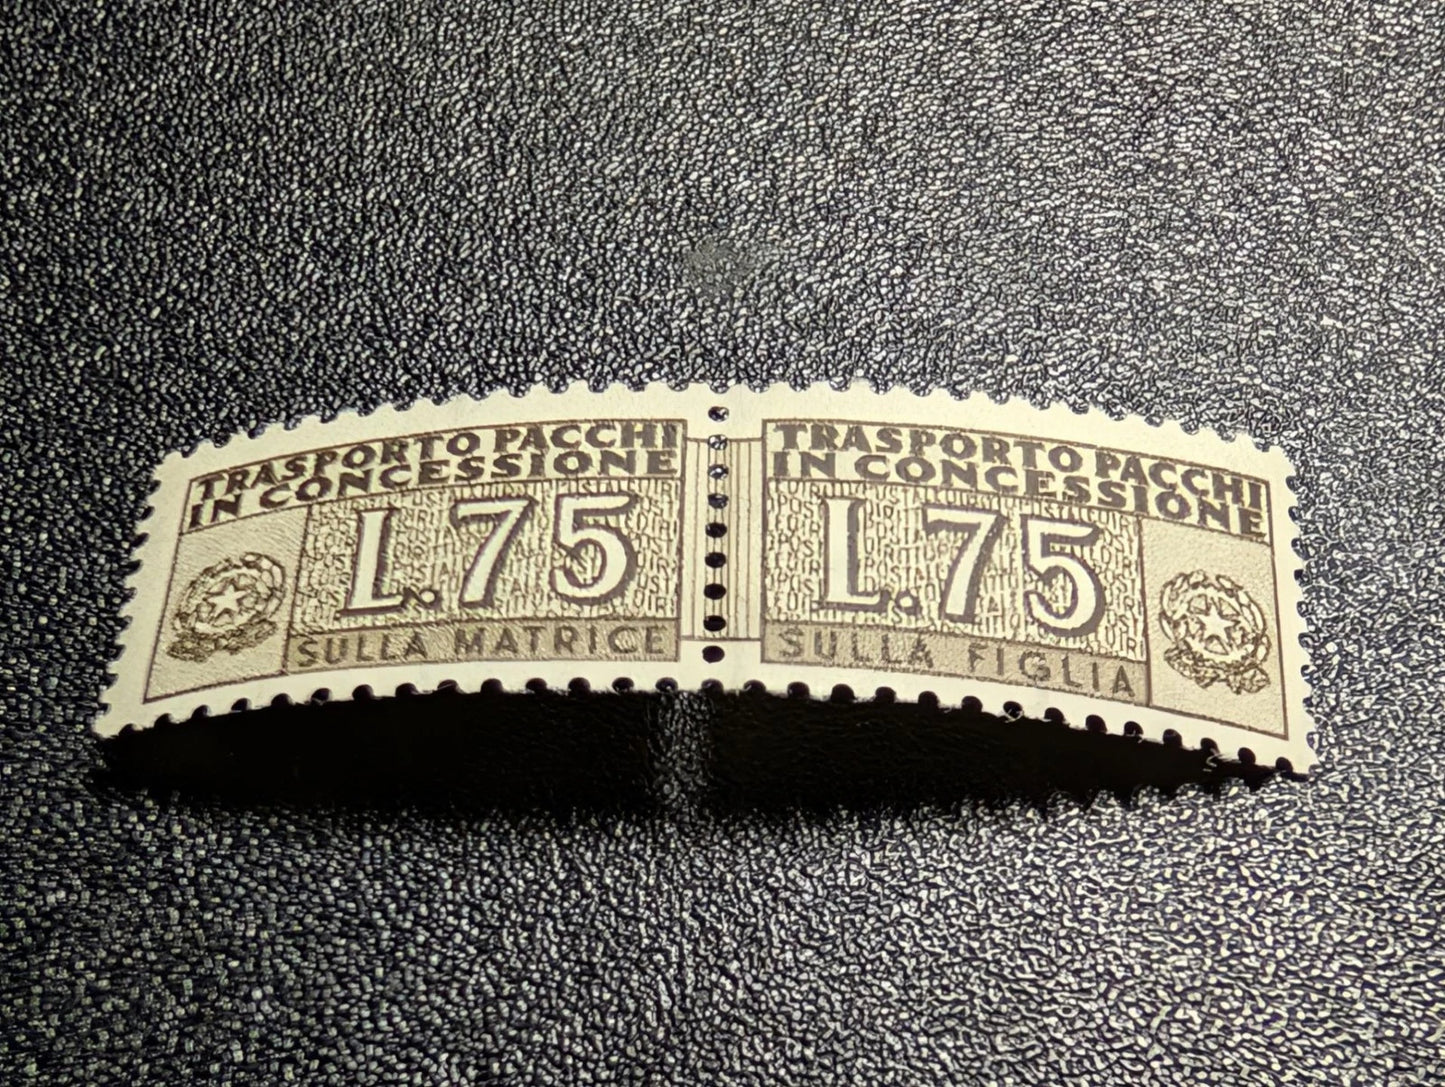 TRASPORTO PACCHI
IN CONCESSIONE
L.75
SULLA MATRICE
TRASPORTO PACCHI
IN CONCESSIONE
L.75
SULLA FIGLIA